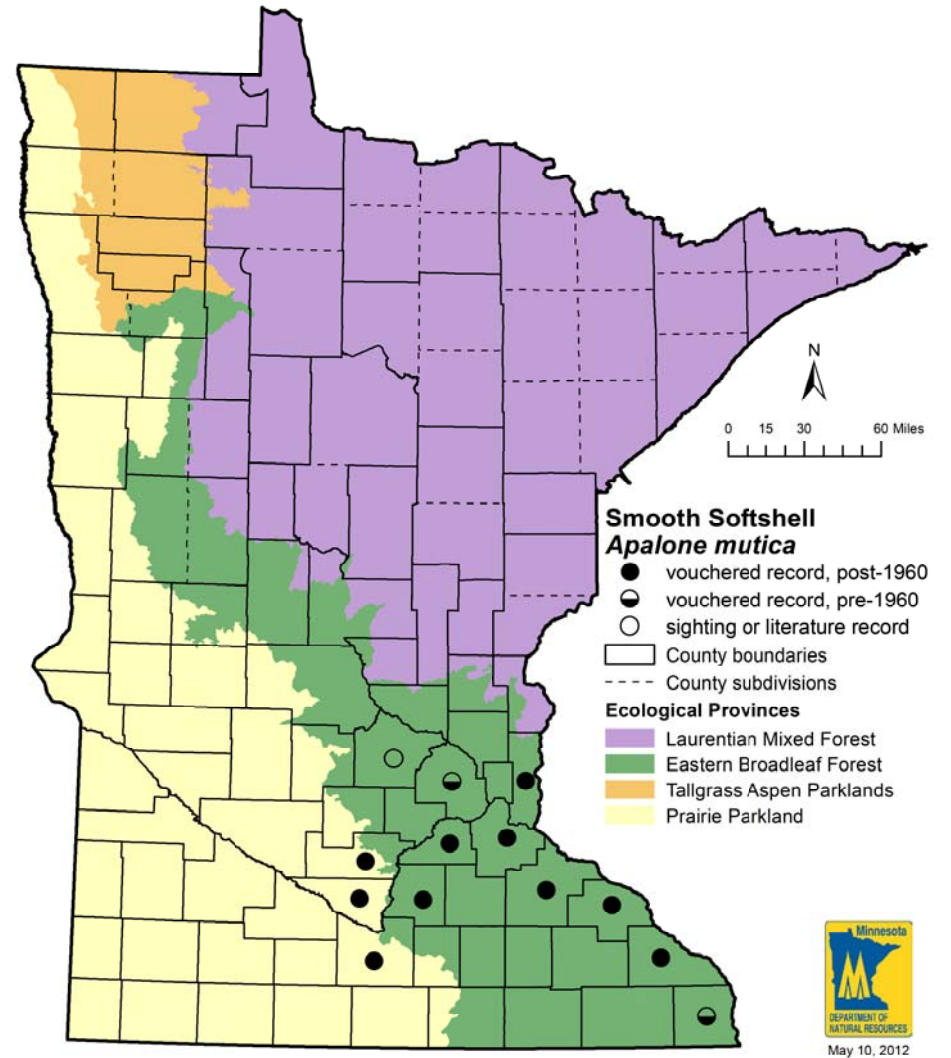 N
0 15 30 60 Miles
Smooth Softshell
Apalone mutica
vouchered record, post-1960
vouchered record, pre-1960
sighting or literature record
County boundaries
County subdivisions
Ecological Provinces
Laurentian Mixed Forest
Eastern Broadleaf Forest
Tallgrass Aspen Parklands
Prairie Parkland
Minnesota
DEPARTMENT OF
NATURAL RESOURCES
May 10, 2012